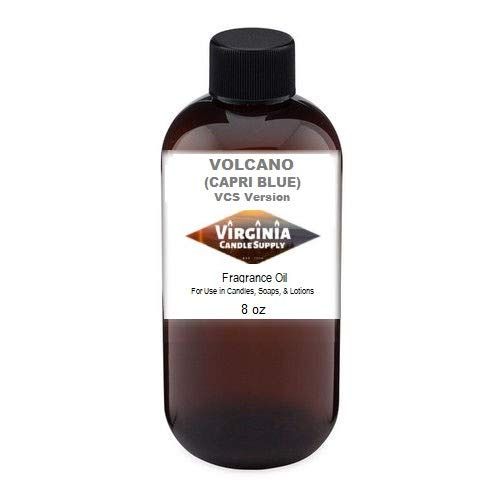 VOLCANO
(CAPRI BLUE)
VCS Version
VIRGINIA
CANDLE SUPPLY
Fragrance Oil
For Use in Candles, Soaps, & Lotions
8 oz